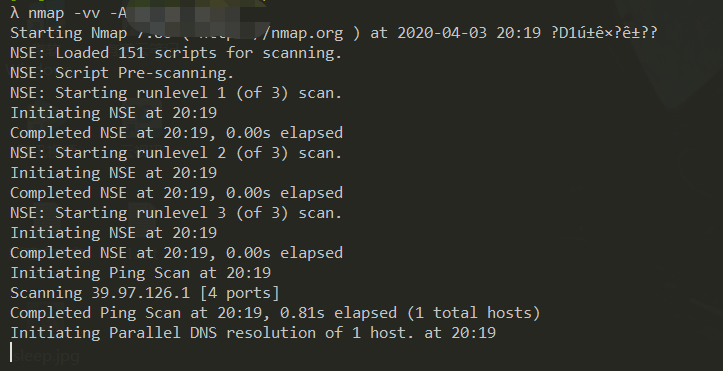 λ nmap -vv -A
Starting Nmap 7. /nmap.org ) at 2020-04-03 20:19 ?D1ú±ê×?ê±??
NSE: Loaded 151 scripts for scanning.
NSE: Script Pre-scanning.
NSE: Starting runlevel 1 (of 3) scan.
Initiating NSE at 20:19
Completed NSE at 20:19, 0.00s elapsed
NSE: Starting runlevel 2 (of 3) scan.
Initiating NSE at 20:19
Completed NSE at 20:19, 0.00s elapsed
NSE: Starting runlevel 3 (of 3) scan.
Initiating NSE at 20:19
Completed NSE at 20:19, 0.00s elapsed
Initiating Ping Scan at 20:19
Scanning 39.97.126.1 [4 ports]
Completed Ping Scan at 20:19, 0.81s elapsed (1 total hosts)
Initiating Parallel DNS resolution of 1 host. at 20:19
sleep.jpg